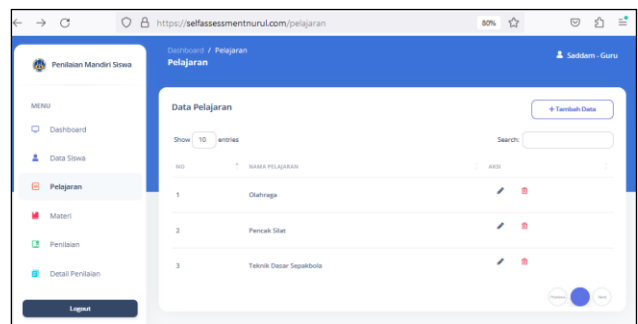 https://selfassessmentnurul.com/pelajaran
80%
Penilaian Mandiri Siswa
Dashboard / Pelajaran
Pelajaran
Saddam - Guru
MENU
Dashboard
Data Siswa
Pelajaran
Materi
Penilaian
Detail Penilaian
Logout
Data Pelajaran
+ Tambah Data
Show 10 entries
Search:
NO NAMA PELAJARAN AKSI
1 Olahraga
2 Pencak Silat
3 Teknik Dasar Sepakbola
Previous Next